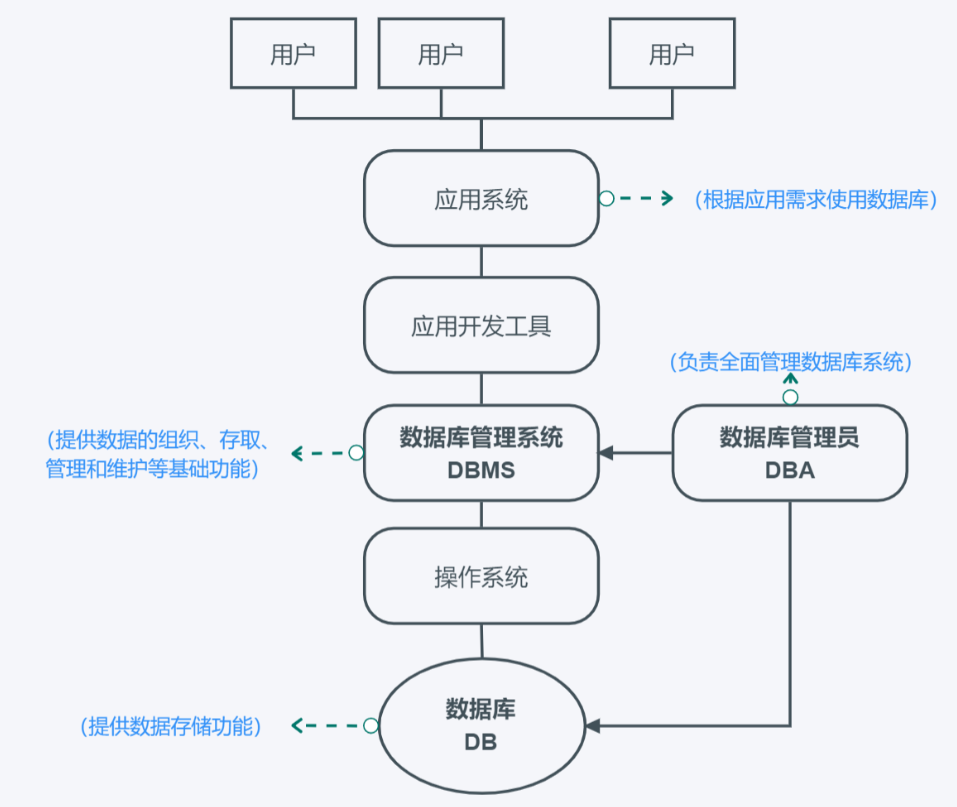 用户
用户
用户
应用系统
（根据应用需求使用数据库）
应用开发工具
（负责全面管理数据库系统）
（提供数据的组织、存取、
管理和维护等基础功能）
数据库管理系统
DBMS
数据库管理员
DBA
操作系统
（提供数据存储功能）
数据库
DB